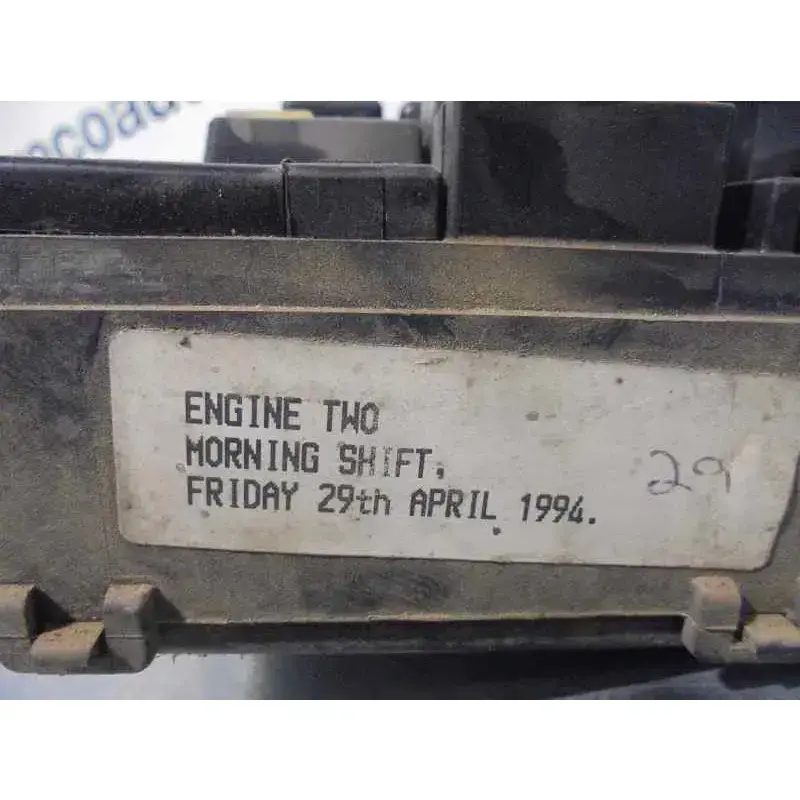 ENGINE TWO
MORNING SHIFT,
FRIDAY 29th APRIL 1994.
29